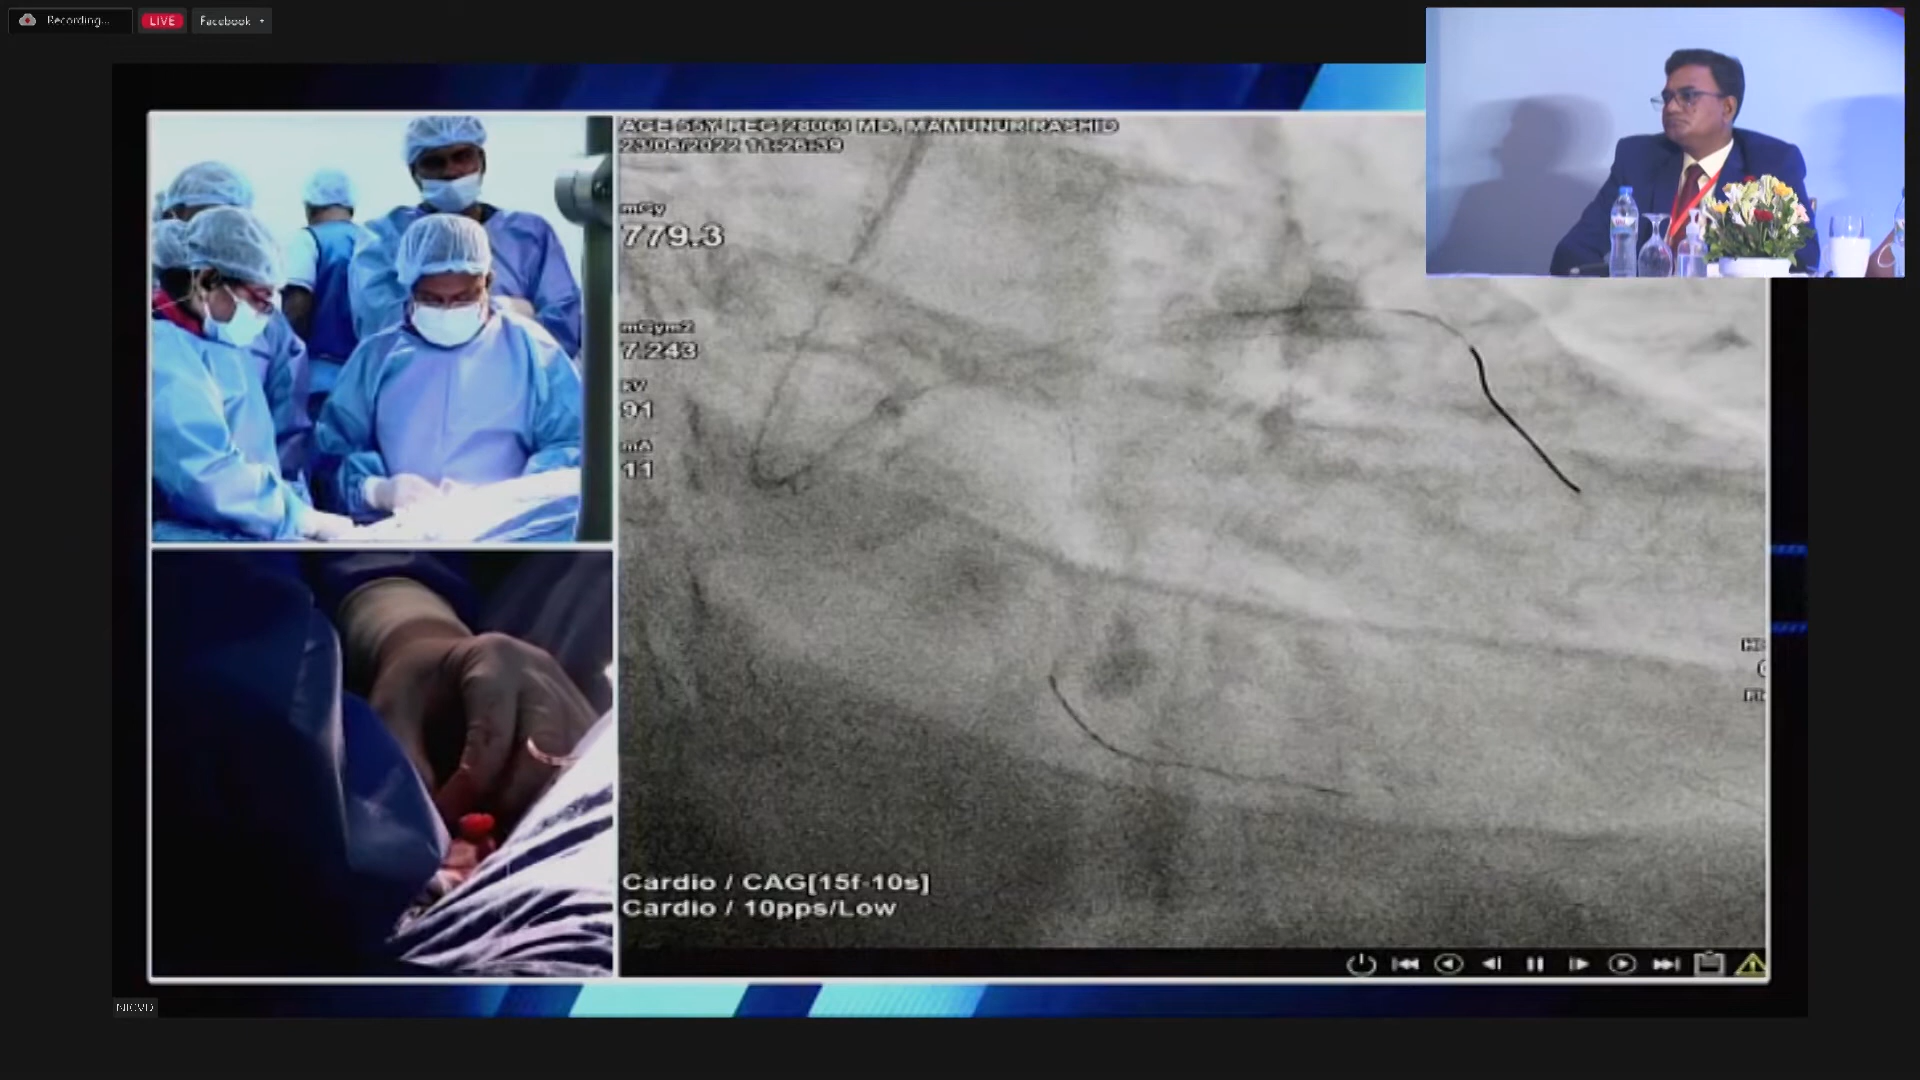 Recording...
LIVE
Facebook
AGE 55Y REG 28063 MD. MAMUNUR RASHID
23/06/2022 11:26:39
mGy
779.3
mGym2
7.243
kV
91
mA
11
Cardio / CAG[15f-10s]
Cardio / 10pps/Low
NICVD